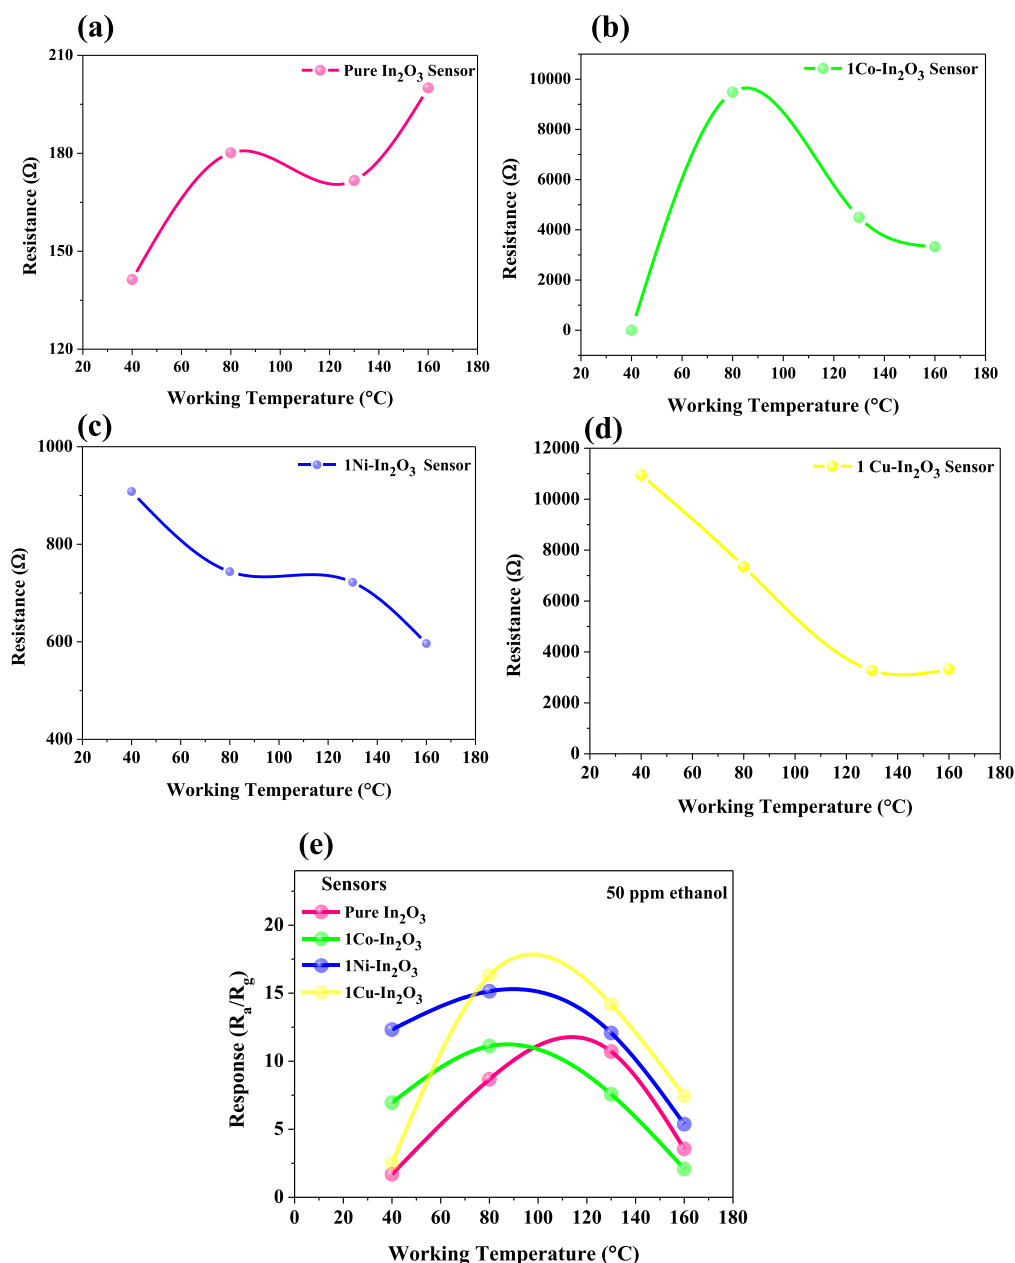 (a)
Pure In₂O₃ Sensor
210
180
150
120
Resistance (Ω)
20 40 60 80 100 120 140 160 180
Working Temperature (°C)
(b)
1Co-In₂O₃ Sensor
10000
8000
6000
4000
2000
0
Resistance (Ω)
20 40 60 80 100 120 140 160 180
Working Temperature (°C)
(c)
1Ni-In₂O₃ Sensor
1000
800
600
400
Resistance (Ω)
20 40 60 80 100 120 140 160 180
Working Temperature (°C)
(d)
1 Cu-In₂O₃ Sensor
12000
10000
8000
6000
4000
2000
0
Resistance (Ω)
20 40 60 80 100 120 140 160 180
Working Temperature (°C)
(e)
Sensors
Pure In₂O₃
1Co-In₂O₃
1Ni-In₂O₃
1Cu-In₂O₃
50 ppm ethanol
20
15
10
5
0
Response (Rₐ/R_g)
0 20 40 60 80 100 120 140 160 180
Working Temperature (°C)